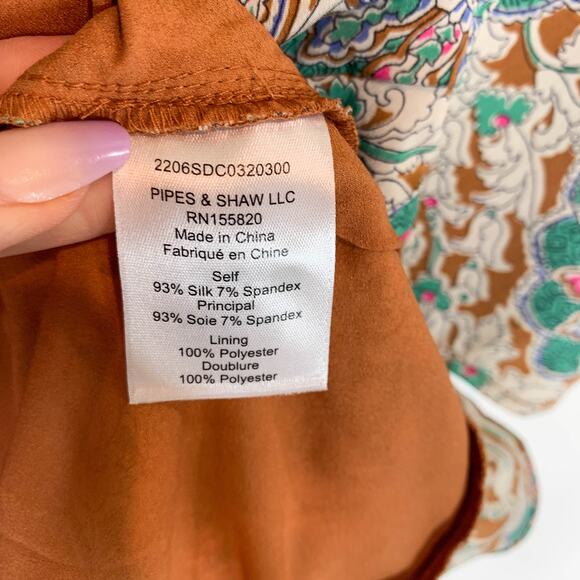 2206SDC0320300
PIPES & SHAW LLC
RN155820
Made in China
Fabriqué en Chine
Self
93% Silk 7% Spandex
Principal
93% Soie 7% Spandex
Lining
100% Polyester
Doublure
100% Polyester